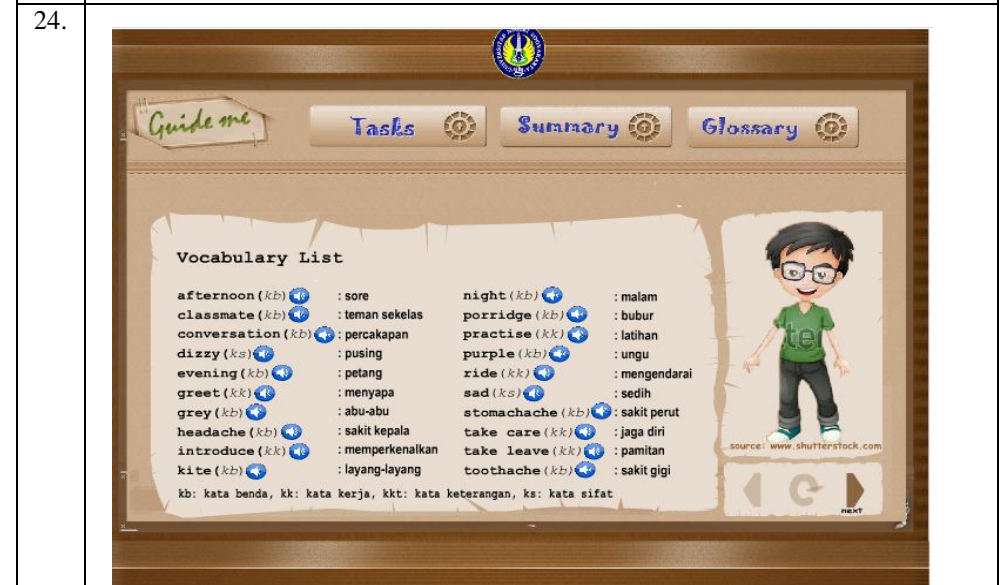 24.
Guide me
Tasks
Summary
Glossary
Vocabulary List
afternoon(kb) : sore
classmate(kb) : teman sekelas
conversation(kb) : percakapan
dizzy(ks) : pusing
evening(kb) : petang
greet(kk) : menyapa
grey(kb) : abu-abu
headache(kb) : sakit kepala
introduce(kk) : memperkenalkan
kite(kb) : layang-layang
night(kb) : malam
porridge(kb) : bubur
practise(kk) : latihan
purple(kb) : ungu
ride(kk) : mengendarai
sad(ks) : sedih
stomachache(kb) : sakit perut
take care(kk) : jaga diri
take leave(kk) : pamitan
toothache(kb) : sakit gigi
kb: kata benda, kk: kata kerja, kkt: kata keterangan, ks: kata sifat
source: www.shutterstock.com
next